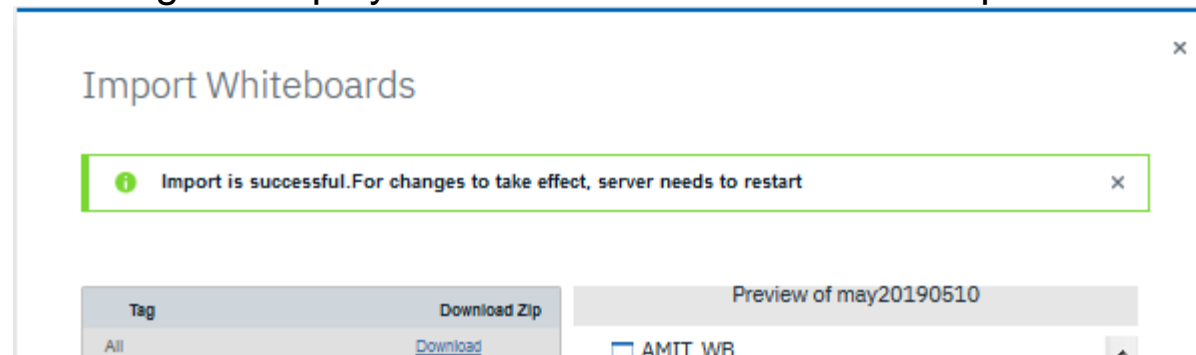 Import Whiteboards
Import is successful.For changes to take effect, server needs to restart
Tag Download Zip
All Download
Preview of may20190510
AMIT_WB